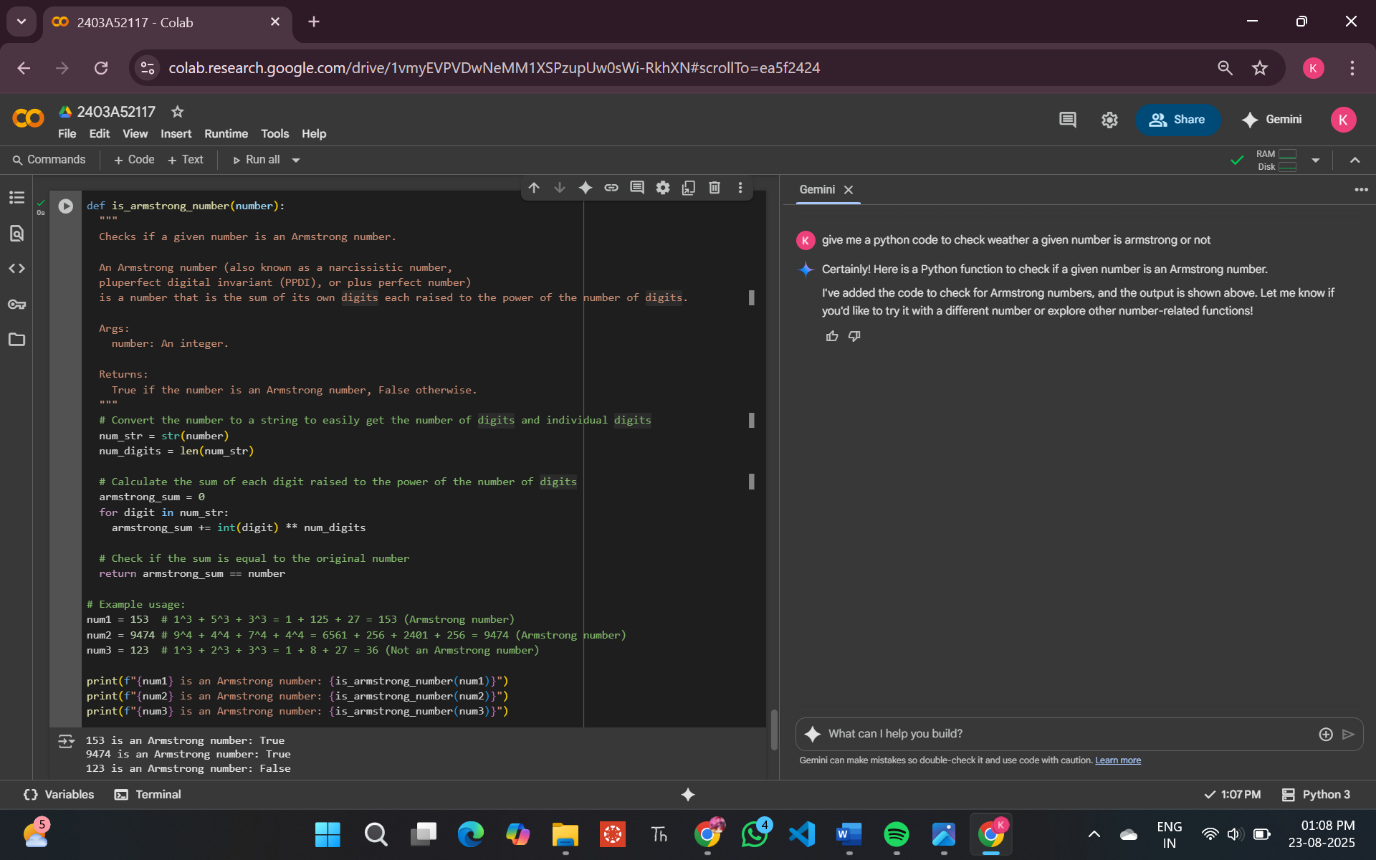 2403A52117 - Colab
colab.research.google.com/drive/1vmyEVPVDwNeMM1XSPzupUw0sWi-RkhXN#scrollTo=ea5f2424
K
2403A52117
File Edit View Insert Runtime Tools Help
Share
Gemini
K
Commands + Code + Text Run all
RAM
Disk
0s
def is_armstrong_number(number):
"""
Checks if a given number is an Armstrong number.
An Armstrong number (also known as a narcissistic number,
pluperfect digital invariant (PPDI), or plus perfect number)
is a number that is the sum of its own digits each raised to the power of the number of digits.
Args:
number: An integer.
Returns:
True if the number is an Armstrong number, False otherwise.
"""
# Convert the number to a string to easily get the number of digits and individual digits
num_str = str(number)
num_digits = len(num_str)
# Calculate the sum of each digit raised to the power of the number of digits
armstrong_sum = 0
for digit in num_str:
armstrong_sum += int(digit) ** num_digits
# Check if the sum is equal to the original number
return armstrong_sum == number
# Example usage:
num1 = 153 # 1^3 + 5^3 + 3^3 = 1 + 125 + 27 = 153 (Armstrong number)
num2 = 9474 # 9^4 + 4^4 + 7^4 + 4^4 = 6561 + 256 + 2401 + 256 = 9474 (Armstrong number)
num3 = 123 # 1^3 + 2^3 + 3^3 = 1 + 8 + 27 = 36 (Not an Armstrong number)
print(f"{num1} is an Armstrong number: {is_armstrong_number(num1)}")
print(f"{num2} is an Armstrong number: {is_armstrong_number(num2)}")
print(f"{num3} is an Armstrong number: {is_armstrong_number(num3)}")
153 is an Armstrong number: True
9474 is an Armstrong number: True
123 is an Armstrong number: False
Gemini
K
give me a python code to check weather a given number is armstrong or not
Certainly! Here is a Python function to check if a given number is an Armstrong number.
I've added the code to check for Armstrong numbers, and the output is shown above. Let me know if
you'd like to try it with a different number or explore other number-related functions!
What can I help you build?
Gemini can make mistakes so double-check it and use code with caution. Learn more
Variables Terminal
1:07 PM Python 3
5
Th
4
K
ENG
IN
01:08 PM
23-08-2025